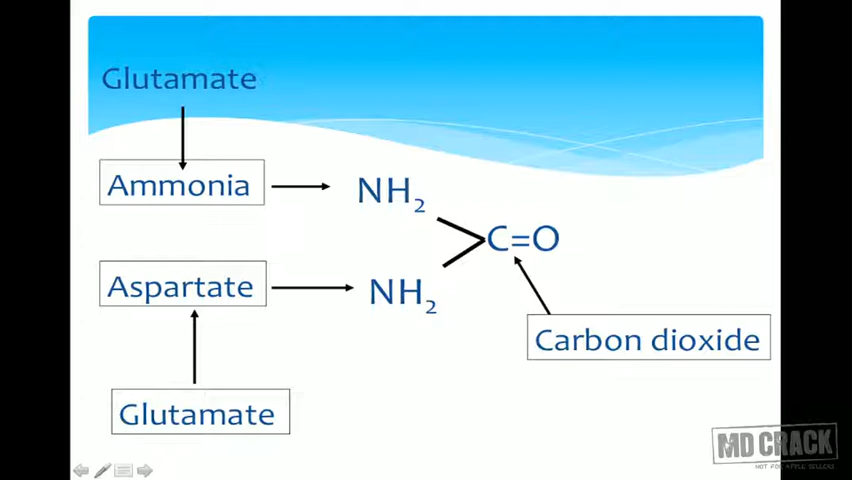 Glutamate
Ammonia
NH₂
C=O
Aspartate
NH₂
Carbon dioxide
Glutamate
MD CRACK